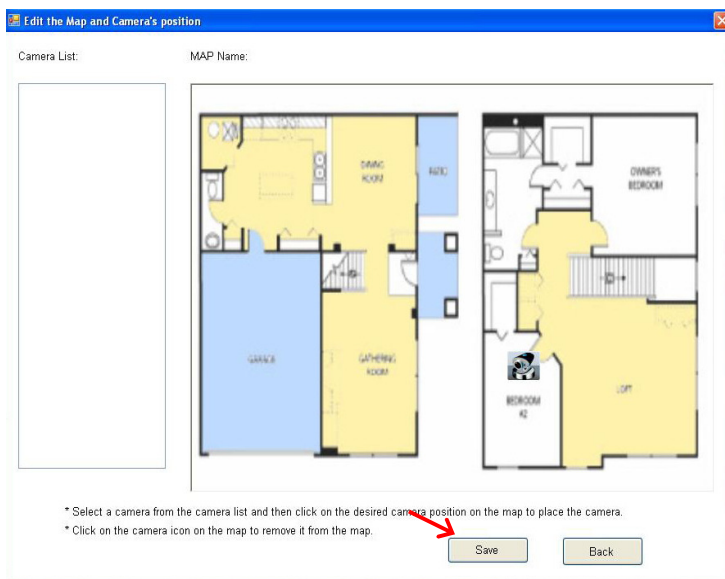 Edit the Map and Camera's position
Camera List:
MAP Name:
DINING
ROOM
PATIO
OWNER'S
BEDROOM
GARAGE
GATHERING
ROOM
BEDROOM
#2
LOFT
* Select a camera from the camera list and then click on the desired camera position on the map to place the camera.
* Click on the camera icon on the map to remove it from the map.
Save
Back